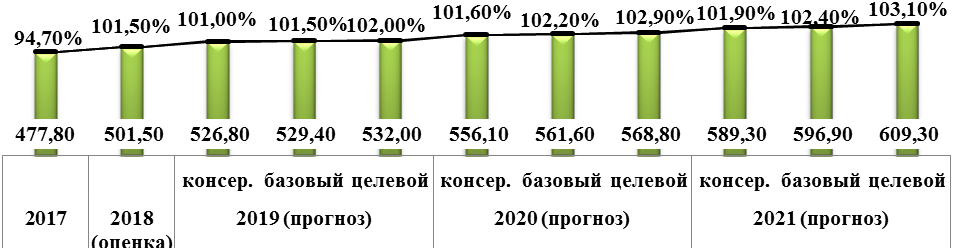 94,70% 101,50% 101,00% 101,50% 102,00% 101,60% 102,20% 102,90% 101,90% 102,40% 103,10%
477,80 501,50 526,80 529,40 532,00 556,10 561,60 568,80 589,30 596,90 609,30
консер. базовый целевой консер. базовый целевой консер. базовый целевой
2017 2018 2019 (прогноз) 2020 (прогноз) 2021 (прогноз)
(оценка)